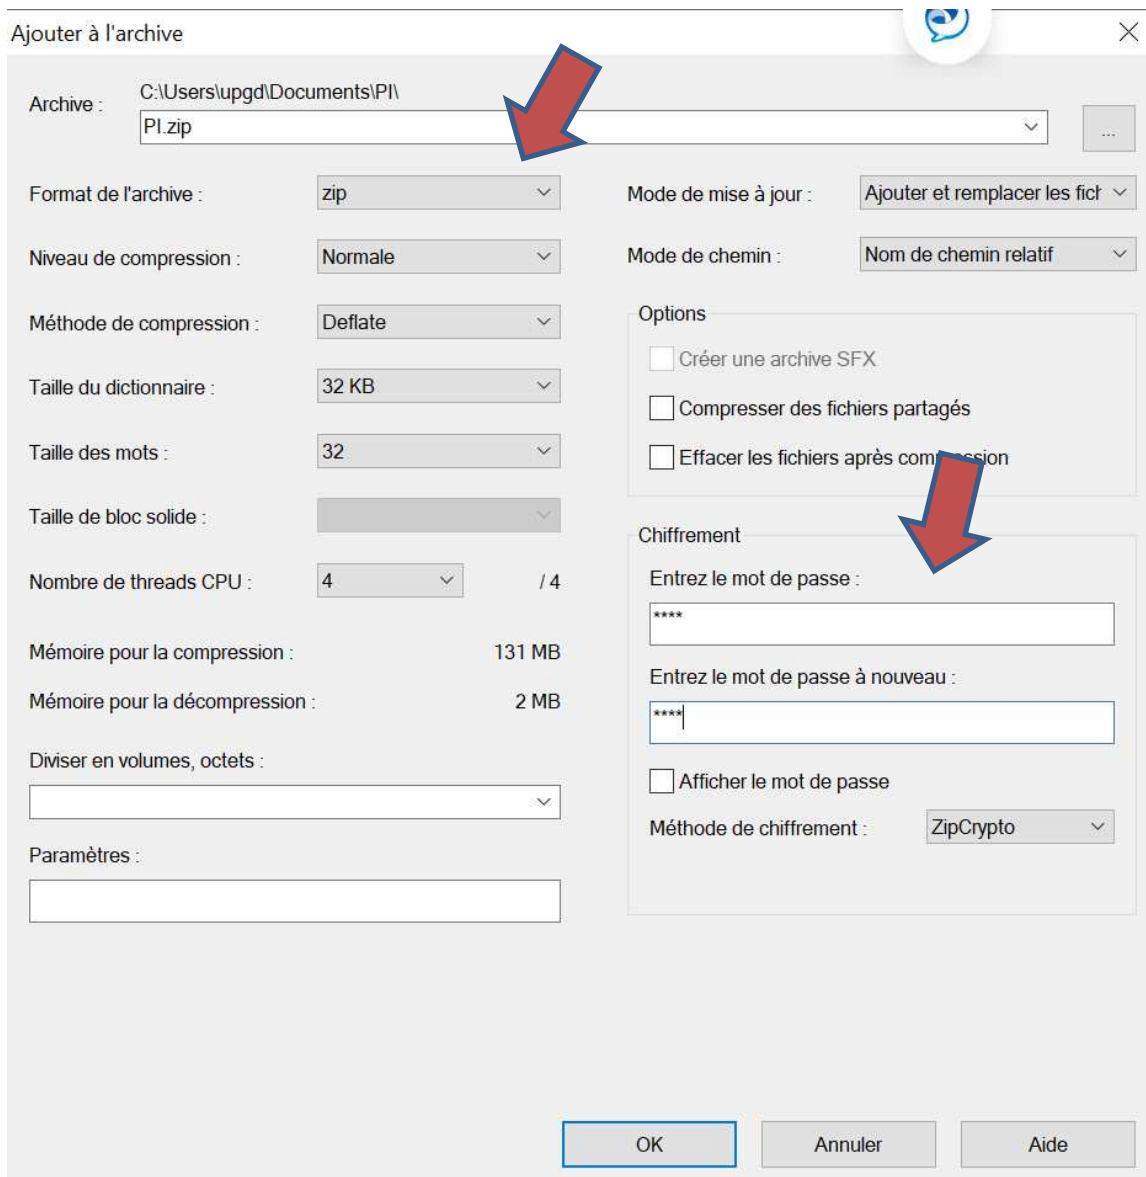 Ajouter à l'archive
Archive :
C:\Users\upgd\Documents\PI\
PI.zip
...
Format de l'archive :
zip
Niveau de compression :
Normale
Méthode de compression :
Deflate
Taille du dictionnaire :
32 KB
Taille des mots :
32
Taille de bloc solide :
Nombre de threads CPU :
4
/ 4
Mémoire pour la compression :
131 MB
Mémoire pour la décompression :
2 MB
Diviser en volumes, octets :
Paramètres :
Mode de mise à jour :
Ajouter et remplacer les fich
Mode de chemin :
Nom de chemin relatif
Options
Créer une archive SFX
Compresser des fichiers partagés
Effacer les fichiers après compression
Chiffrement
Entrez le mot de passe :
****
Entrez le mot de passe à nouveau :
****
Afficher le mot de passe
Méthode de chiffrement :
ZipCrypto
OK
Annuler
Aide